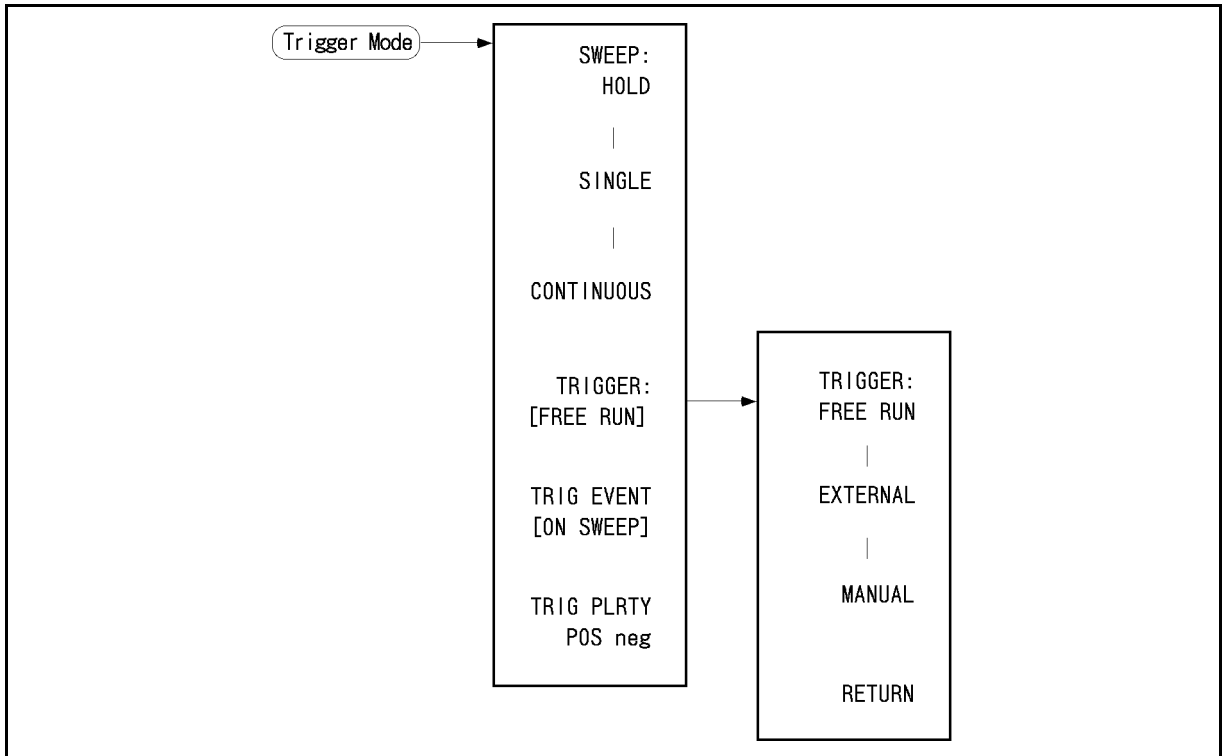 Trigger Mode
SWEEP:
HOLD
SINGLE
CONTINUOUS
TRIGGER:
[FREE RUN]
TRIG EVENT
[ON SWEEP]
TRIG PLRTY
POS neg
TRIGGER:
FREE RUN
EXTERNAL
MANUAL
RETURN